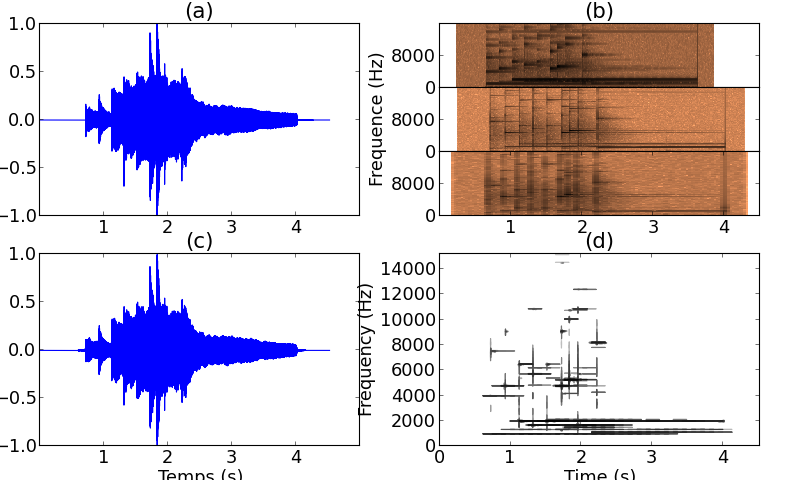 (a)
1.0
0.5
0.0
−0.5
−1.0
1 2 3 4
(b)
Frequence (Hz)
8000
0
8000
0
8000
0
1 2 3 4
(c)
1.0
0.5
0.0
−0.5
−1.0
1 2 3 4
Temps (s)
(d)
Frequency (Hz)
14000
12000
10000
8000
6000
4000
2000
0
0 1 2 3 4
Time (s)